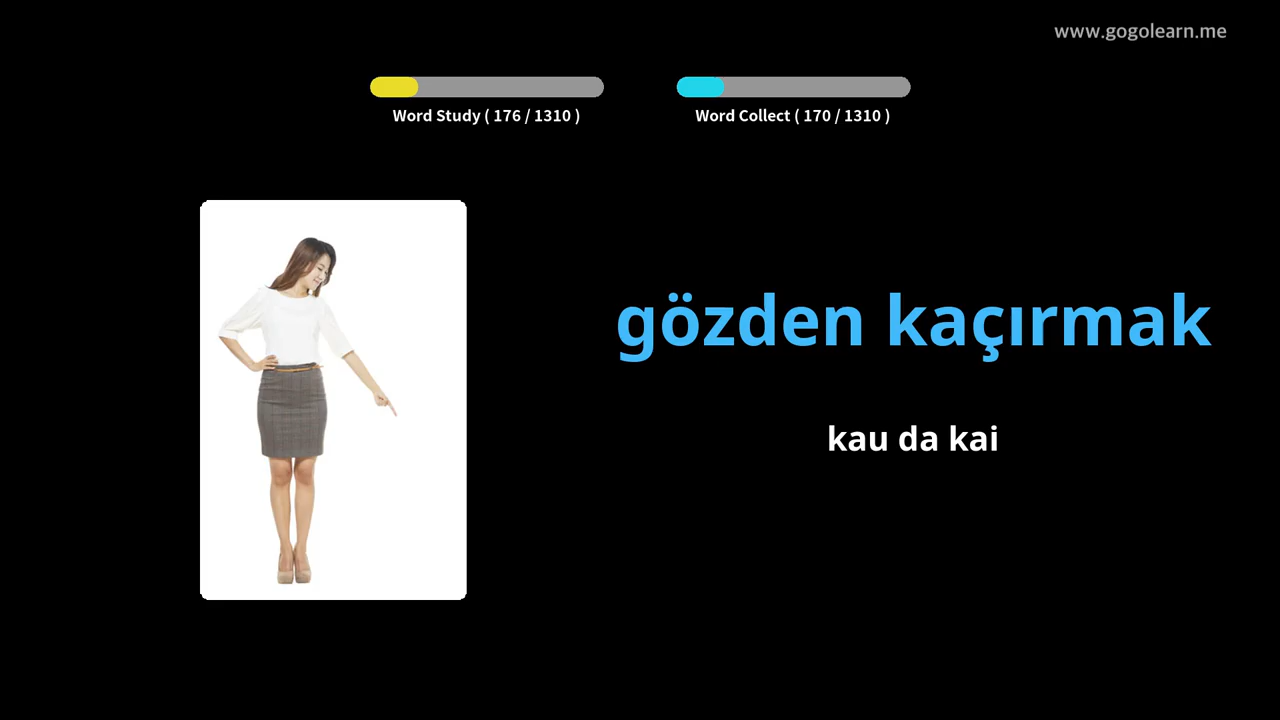 www.gogolearn.me
Word Study ( 176 / 1310 )
Word Collect ( 170 / 1310 )
gözden kaçırmak
kau da kai